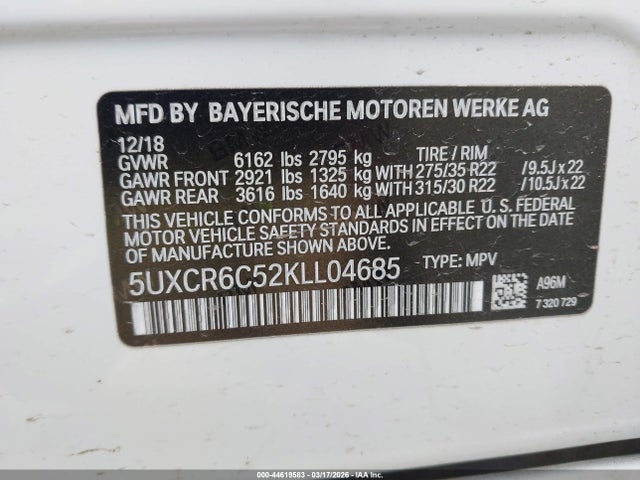 MFD BY BAYERISCHE MOTOREN WERKE AG
12/18
GVWR 6162 lbs 2795 kg TIRE / RIM
GAWR FRONT 2921 lbs 1325 kg WITH 275/35 R22 /9.5J x 22
GAWR REAR 3616 lbs 1640 kg WITH 315/30 R22 /10.5J x 22
THIS VEHICLE CONFORMS TO ALL APPLICABLE U. S. FEDERAL
MOTOR VEHICLE SAFETY STANDARDS IN EFFECT ON THE DATE
OF MANUFACTURE SHOWN ABOVE.
5UXCR6C52KLL04685 TYPE: MPV
A96M
7 320 729
000-44619583 - 03/17/2026 - IAA Inc.